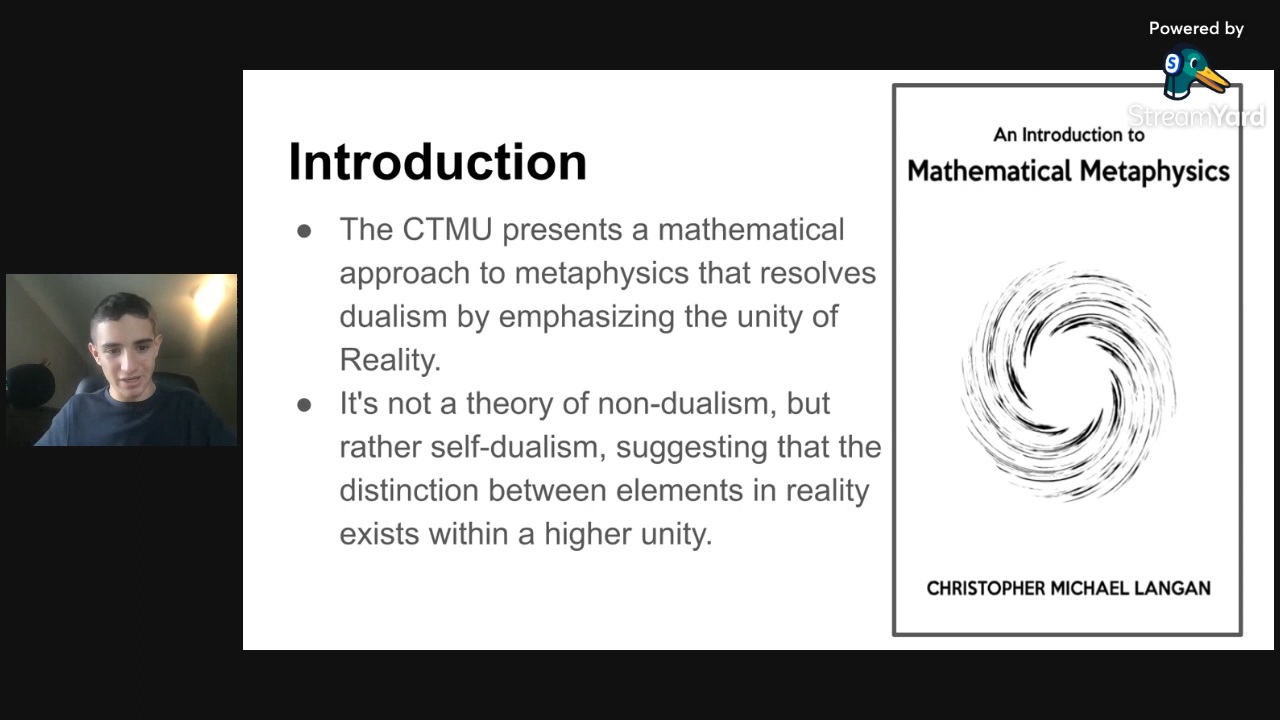 Powered by
StreamYard
Introduction
● The CTMU presents a mathematical
approach to metaphysics that resolves
dualism by emphasizing the unity of
Reality.
● It's not a theory of non-dualism, but
rather self-dualism, suggesting that the
distinction between elements in reality
exists within a higher unity.
An Introduction to
Mathematical Metaphysics
CHRISTOPHER MICHAEL LANGAN